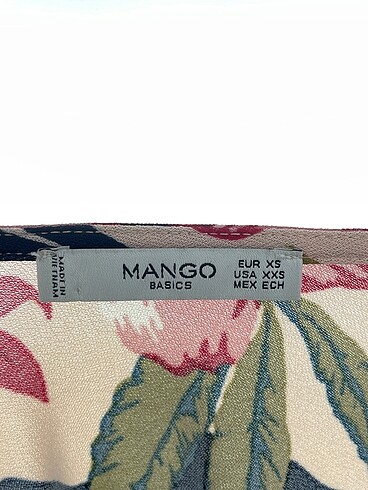 MADE IN
VIETNAM
MANGO
BASICS
EUR XS
USA XXS
MEX ECH